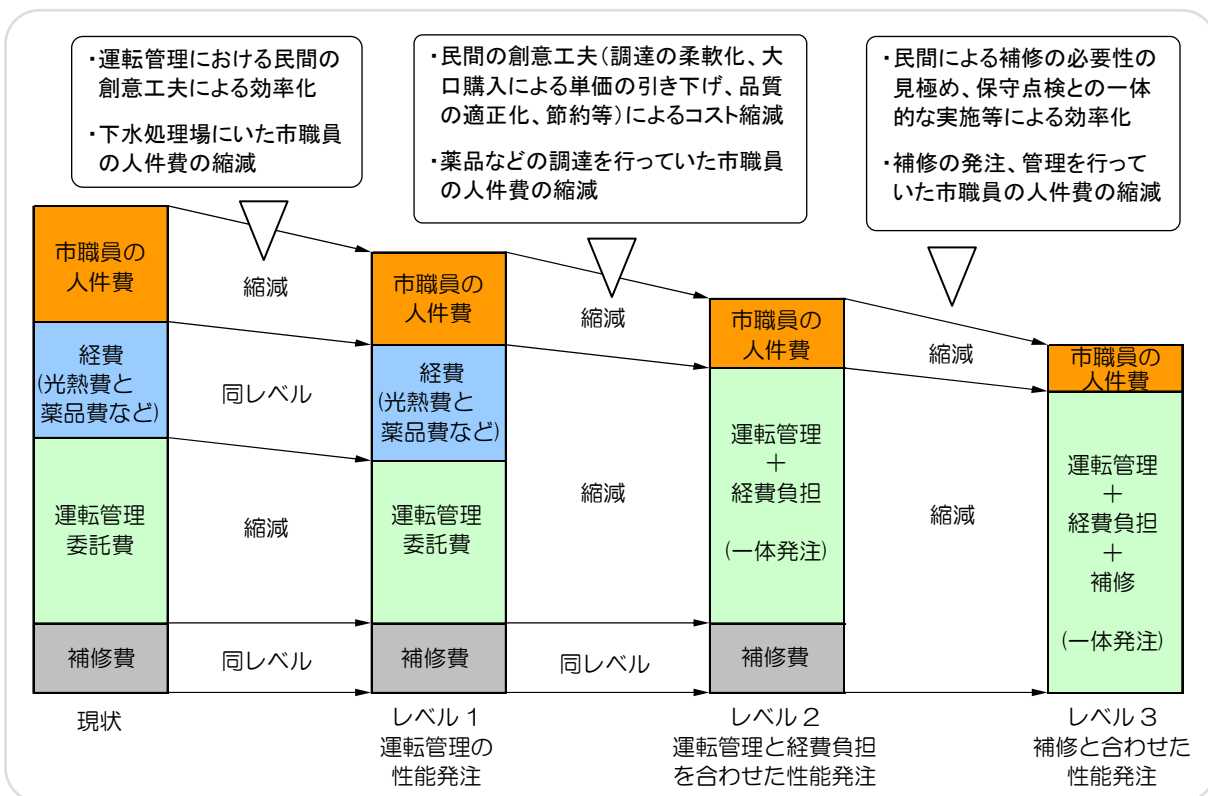 ・運転管理における民間の
創意工夫による効率化
・下水処理場にいた市職員
の人件費の縮減
・民間の創意工夫（調達の柔軟化、大
口購入による単価の引き下げ、品質
の適正化、節約等）によるコスト縮減
・薬品などの調達を行っていた市職員
の人件費の縮減
・民間による補修の必要性の
見極め、保守点検との一体
的な実施等による効率化
・補修の発注、管理を行って
いた市職員の人件費の縮減
市職員の
人件費
経費
(光熱費と
薬品費など)
運転管理
委託費
補修費
現状
縮減
同レベル
縮減
同レベル
市職員の
人件費
経費
(光熱費と
薬品費など)
運転管理
委託費
補修費
レベル１
運転管理の
性能発注
縮減
縮減
同レベル
市職員の
人件費
運転管理
＋
経費負担
(一体発注)
補修費
レベル２
運転管理と経費負担
を合わせた性能発注
縮減
縮減
市職員の
人件費
運転管理
＋
経費負担
＋
補修
(一体発注)
レベル３
補修と合わせた
性能発注